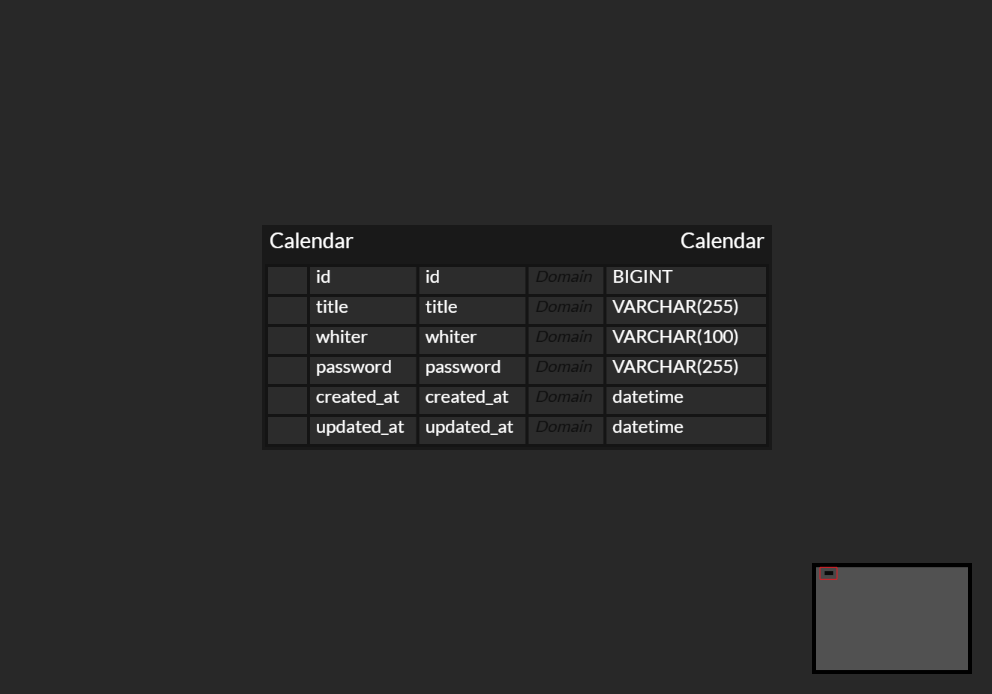 Calendar Calendar
id id Domain BIGINT
title title Domain VARCHAR(255)
whiter whiter Domain VARCHAR(100)
password password Domain VARCHAR(255)
created_at created_at Domain datetime
updated_at updated_at Domain datetime